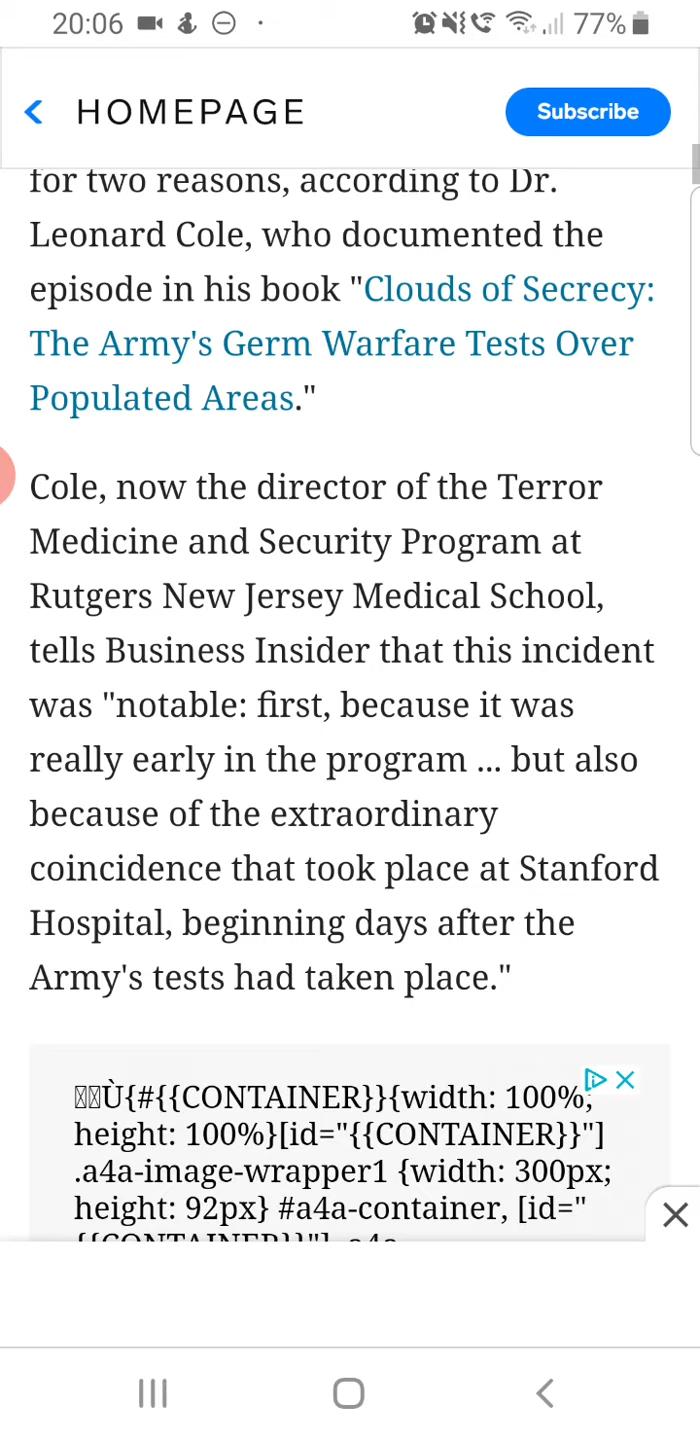 20:06
77%
HOMEPAGE
Subscribe
for two reasons, according to Dr.
Leonard Cole, who documented the
episode in his book "Clouds of Secrecy:
The Army's Germ Warfare Tests Over
Populated Areas."
Cole, now the director of the Terror
Medicine and Security Program at
Rutgers New Jersey Medical School,
tells Business Insider that this incident
was "notable: first, because it was
really early in the program ... but also
because of the extraordinary
coincidence that took place at Stanford
Hospital, beginning days after the
Army's tests had taken place."
Ù{#{{CONTAINER}}{width: 100%;
height: 100%}[id="{{CONTAINER}}"]
.a4a-image-wrapper1 {width: 300px;
height: 92px} #a4a-container, [id="
{{CONTAINER}}"] .a4a-